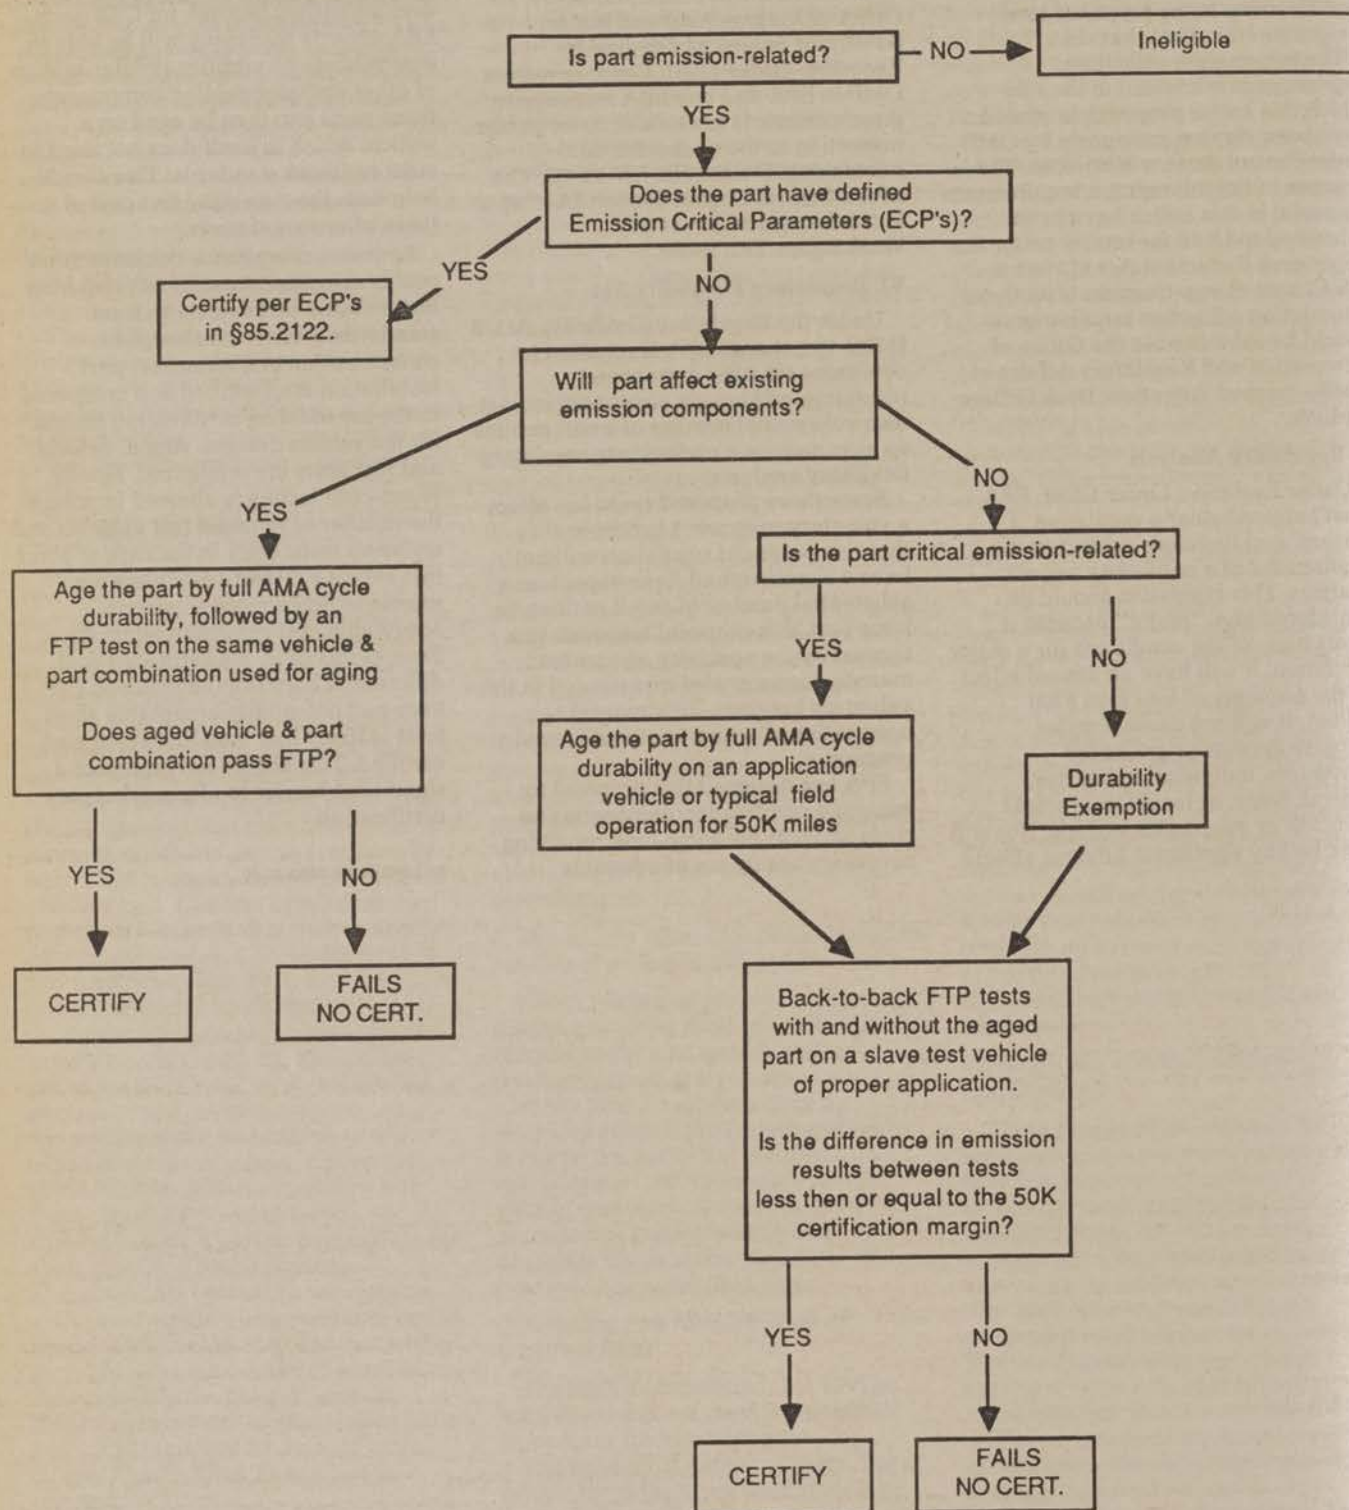 Is part emission-related?
NO
Ineligible
YES
Does the part have defined
Emission Critical Parameters (ECP's)?
YES
NO
Certify per ECP's
in §85.2122.
Will part affect existing
emission components?
YES
NO
Is the part critical emission-related?
Age the part by full AMA cycle
durability, followed by an
FTP test on the same vehicle &
part combination used for aging
Does aged vehicle & part
combination pass FTP?
YES
NO
Age the part by full AMA cycle
durability on an application
vehicle or typical field
operation for 50K miles
Durability
Exemption
YES
NO
CERTIFY
FAILS
NO CERT.
Back-to-back FTP tests
with and without the aged
part on a slave test vehicle
of proper application.
Is the difference in emission
results between tests
less then or equal to the 50K
certification margin?
YES
NO
CERTIFY
FAILS
NO CERT.